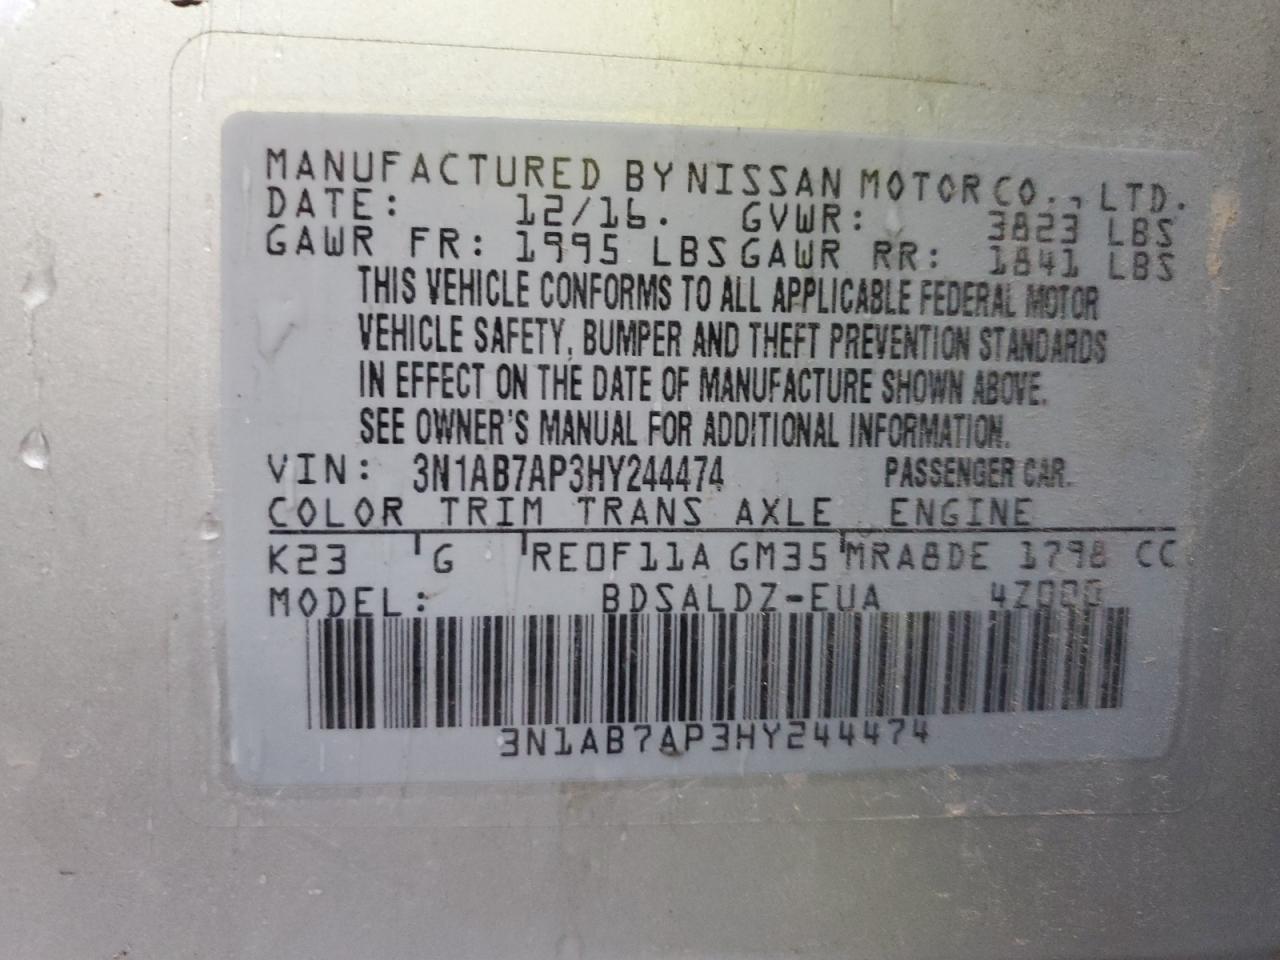 MANUFACTURED BY NISSAN MOTOR CO., LTD.
DATE: 12/16. GVWR: 3823 LBS
GAWR FR: 1995 LBS GAWR RR: 1841 LBS
THIS VEHICLE CONFORMS TO ALL APPLICABLE FEDERAL MOTOR
VEHICLE SAFETY, BUMPER AND THEFT PREVENTION STANDARDS
IN EFFECT ON THE DATE OF MANUFACTURE SHOWN ABOVE.
SEE OWNER'S MANUAL FOR ADDITIONAL INFORMATION.
VIN: 3N1AB7AP3HY244474 PASSENGER CAR.
COLOR TRIM TRANS AXLE ENGINE
K23 G RE0F11A GM35 MRA8DE 1798 CC
MODEL: BDSALDZ-EUA
3N1AB7AP3HY244474